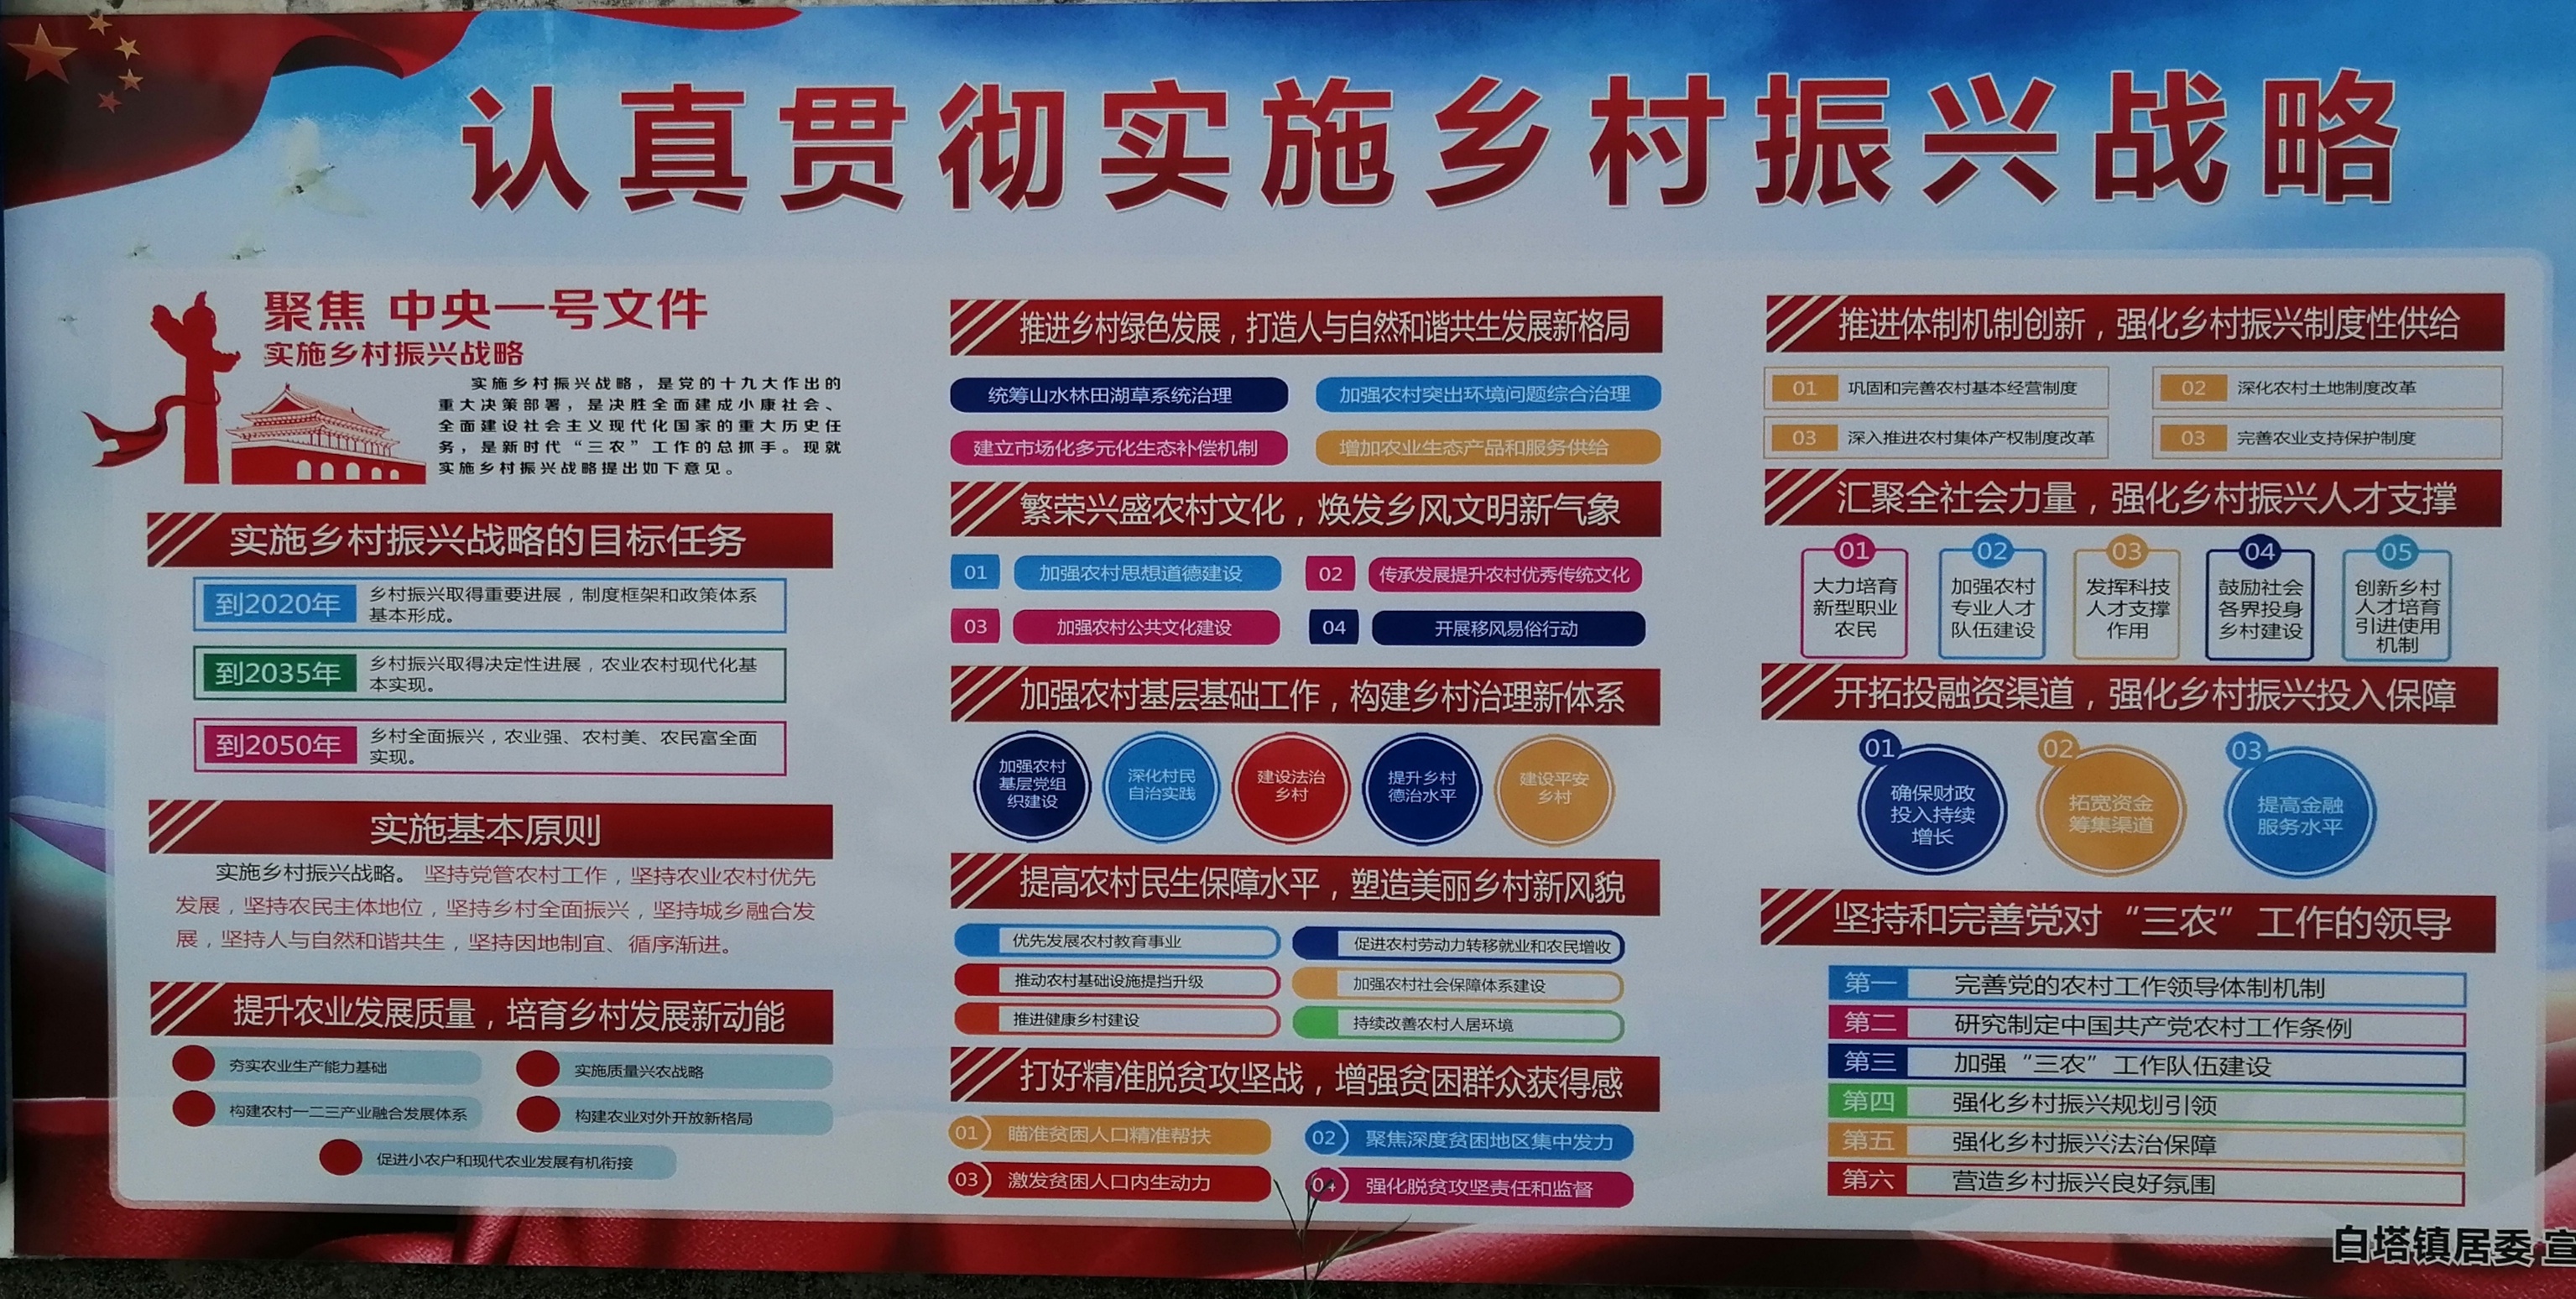 认真贯彻实施乡村振兴战略
聚焦 中央一号文件
实施乡村振兴战略
实施乡村振兴战略，是党的十九大作出的
重大决策部署，是决胜全面建成小康社会、
全面建设社会主义现代化国家的重大历史任
务，是新时代“三农”工作的总抓手。现就
实施乡村振兴战略提出如下意见。
实施乡村振兴战略的目标任务
到2020年
乡村振兴取得重要进展，制度框架和政策体系
基本形成。
到2035年
乡村振兴取得决定性进展，农业农村现代化基
本实现。
到2050年
乡村全面振兴，农业强、农村美、农民富全面
实现。
实施基本原则
实施乡村振兴战略。坚持党管农村工作，坚持农业农村优先
发展，坚持农民主体地位，坚持乡村全面振兴，坚持城乡融合发
展，坚持人与自然和谐共生，坚持因地制宜、循序渐进。
提升农业发展质量，培育乡村发展新动能
夯实农业生产能力基础
实施质量兴农战略
构建农村一二三产业融合发展体系
构建农业对外开放新格局
促进小农户和现代农业发展有机衔接
推进乡村绿色发展，打造人与自然和谐共生发展新格局
统筹山水林田湖草系统治理
加强农村突出环境问题综合治理
建立市场化多元化生态补偿机制
增加农业生态产品和服务供给
繁荣兴盛农村文化，焕发乡风文明新气象
01 加强农村思想道德建设
02 传承发展提升农村优秀传统文化
03 加强农村公共文化建设
04 开展移风易俗行动
加强农村基层基础工作，构建乡村治理新体系
加强农村
基层党组
织建设
深化村民
自治实践
建设法治
乡村
提升乡村
德治水平
建设平安
乡村
提高农村民生保障水平，塑造美丽乡村新风貌
优先发展农村教育事业
促进农村劳动力转移就业和农民增收
推动农村基础设施提挡升级
加强农村社会保障体系建设
推进健康乡村建设
持续改善农村人居环境
打好精准脱贫攻坚战，增强贫困群众获得感
01 瞄准贫困人口精准帮扶
02 聚焦深度贫困地区集中发力
03 激发贫困人口内生动力
04 强化脱贫攻坚责任和监督
推进体制机制创新，强化乡村振兴制度性供给
01 巩固和完善农村基本经营制度
02 深化农村土地制度改革
03 深入推进农村集体产权制度改革
03 完善农业支持保护制度
汇聚全社会力量，强化乡村振兴人才支撑
01
大力培育
新型职业
农民
02
加强农村
专业人才
队伍建设
03
发挥科技
人才支撑
作用
04
鼓励社会
各界投身
乡村建设
05
创新乡村
人才培育
引进使用
机制
开拓投融资渠道，强化乡村振兴投入保障
01
确保财政
投入持续
增长
02
拓宽资金
筹集渠道
03
提高金融
服务水平
坚持和完善党对“三农”工作的领导
第一 完善党的农村工作领导体制机制
第二 研究制定中国共产党农村工作条例
第三 加强“三农”工作队伍建设
第四 强化乡村振兴规划引领
第五 强化乡村振兴法治保障
第六 营造乡村振兴良好氛围
白塔镇居委 宣